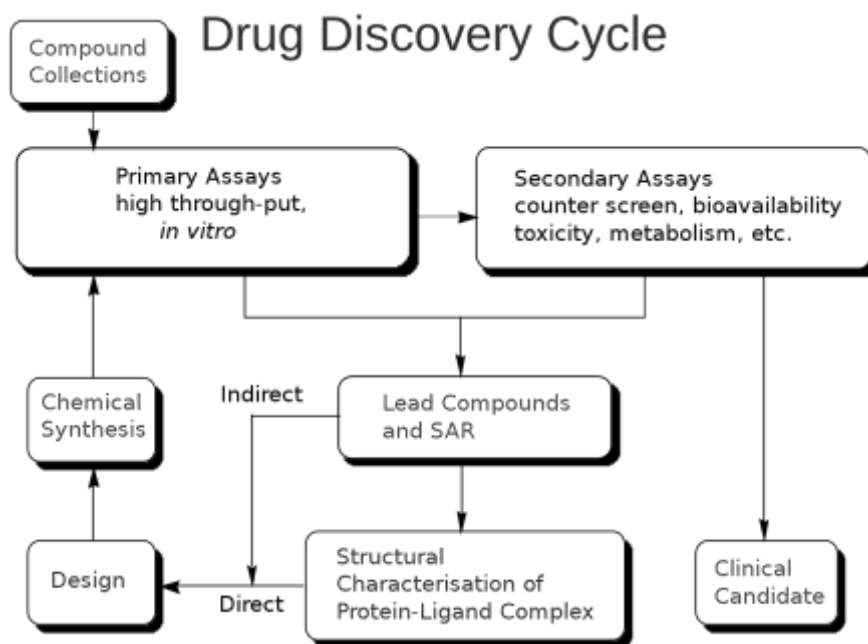 Drug Discovery Cycle
Compound
Collections
Primary Assays
high through-put,
in vitro
Secondary Assays
counter screen, bioavailability
toxicity, metabolism, etc.
Chemical
Synthesis
Indirect
Lead Compounds
and SAR
Design
Direct
Structural
Characterisation of
Protein-Ligand Complex
Clinical
Candidate